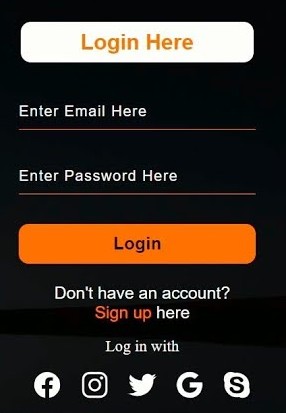 Login Here
Enter Email Here
Enter Password Here
Login
Don't have an account?
Sign up here
Log in with